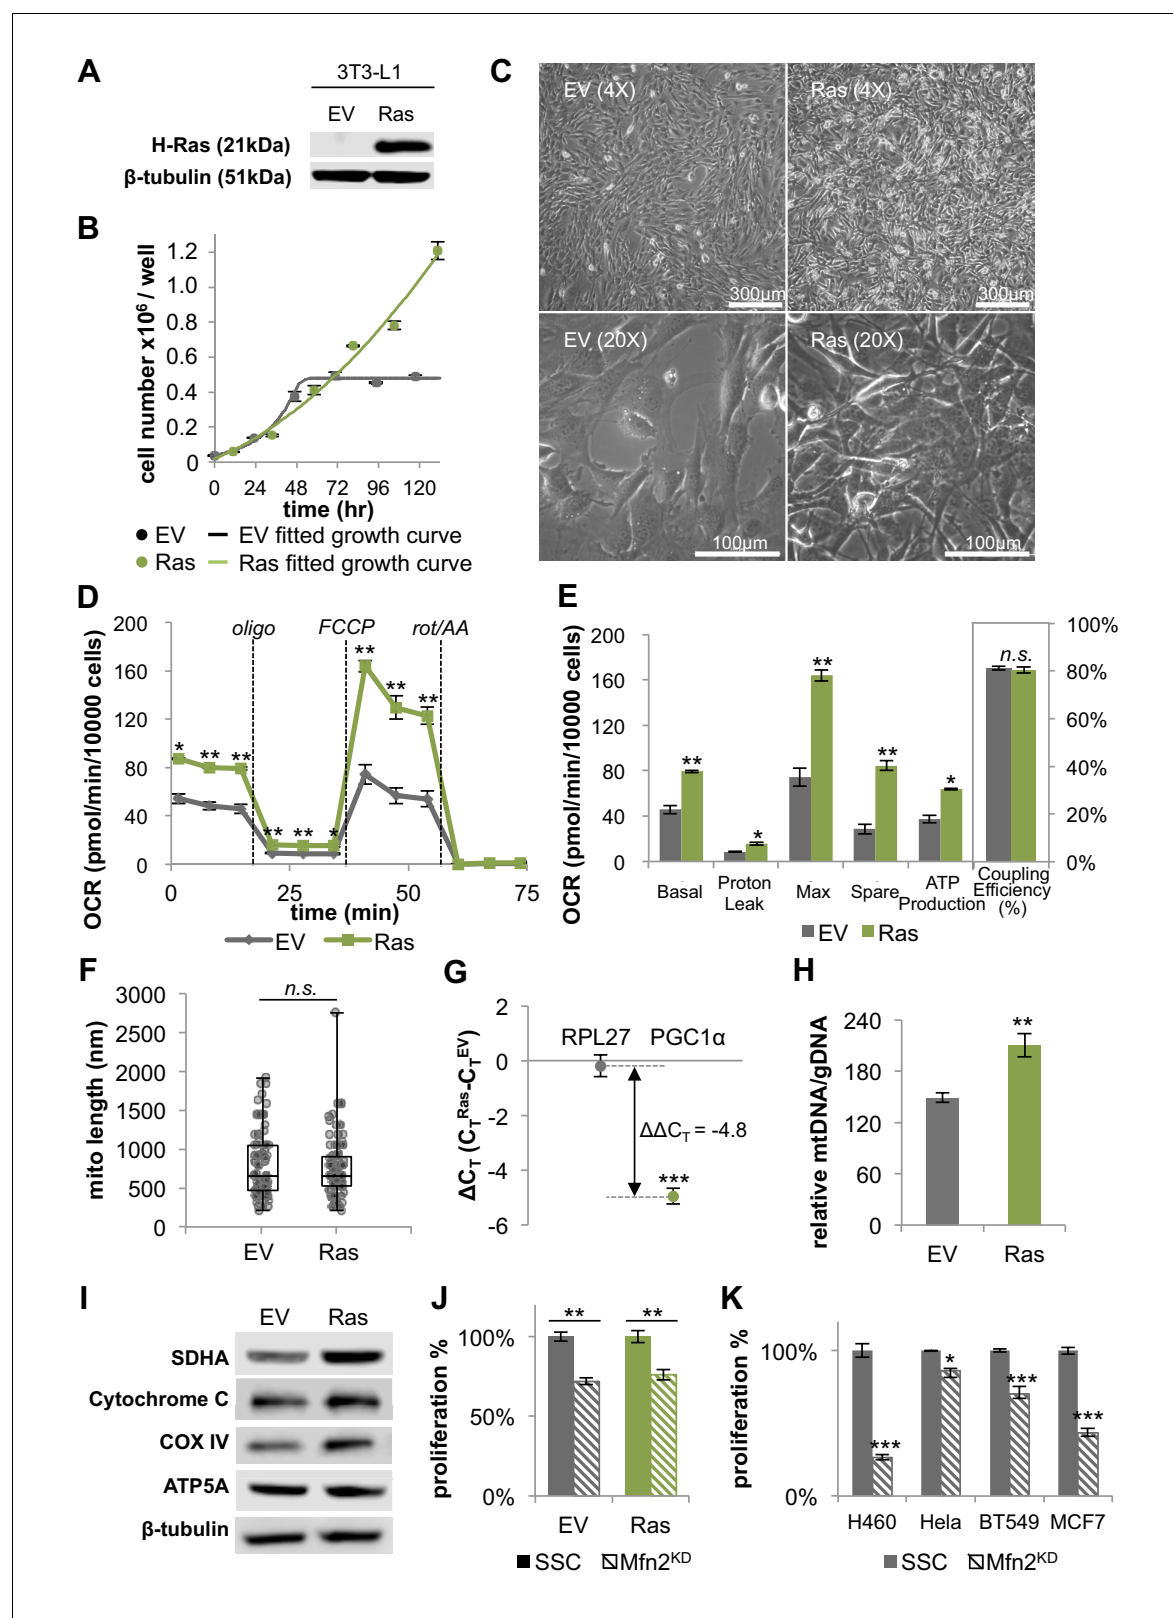 A
3T3-L1
EV Ras
H-Ras (21kDa)
β-tubulin (51kDa)
B
cell number x10⁶ / well
1.2
1.0
0.8
0.6
0.4
0.2
0
0 24 48 72 96 120
time (hr)
EV EV fitted growth curve
Ras Ras fitted growth curve
C
EV (4X)
300μm
Ras (4X)
300μm
EV (20X)
100μm
Ras (20X)
100μm
D
OCR (pmol/min/10000 cells)
200
160
120
80
40
0
oligo FCCP rot/AA
* ** **
** ** *
** ** **
0 25 50 75
time (min)
EV Ras
E
OCR (pmol/min/10000 cells)
200
160
120
80
40
0
100%
80%
60%
40%
20%
0%
** * ** ** * n.s.
Basal
Proton
Leak
Max
Spare
ATP
Production
Coupling
Efficiency
(%)
EV Ras
F
mito length (nm)
3000
2500
2000
1500
1000
500
0
n.s.
EV Ras
G
ΔC_T (C_T^Ras-C_T^EV)
2
0
-2
-4
-6
RPL27 PGC1α
ΔΔC_T = -4.8
***
H
relative mtDNA/gDNA
240
180
120
60
0
**
EV Ras
I
EV Ras
SDHA
Cytochrome C
COX IV
ATP5A
β-tubulin
J
proliferation %
100%
0%
** **
EV Ras
SSC Mfn2^KD
K
proliferation %
100%
0%
*** * *** ***
H460 Hela BT549 MCF7
SSC Mfn2^KD